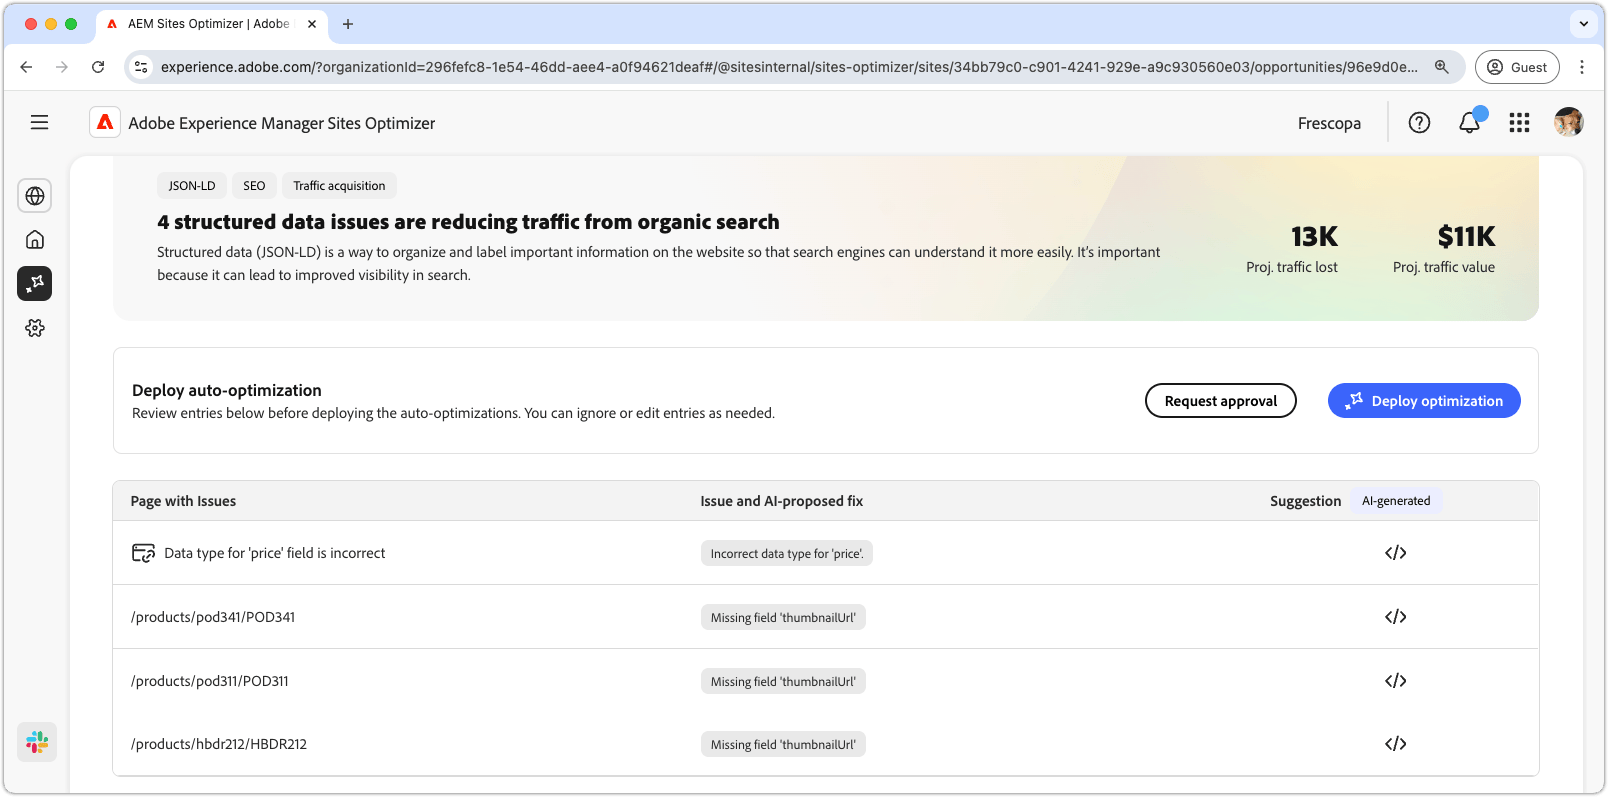 AEM Sites Optimizer | Adobe
experience.adobe.com/?organizationId=296fefc8-1e54-46dd-aee4-a0f94621deaf#/@sitesinternal/sites-optimizer/sites/34bb79c0-c901-4241-929e-a9c930560e03/opportunities/96e9d0e...
Guest
Adobe Experience Manager Sites Optimizer
Frescopa
JSON-LD
SEO
Traffic acquisition
4 structured data issues are reducing traffic from organic search
Structured data (JSON-LD) is a way to organize and label important information on the website so that search engines can understand it more easily. It's important
because it can lead to improved visibility in search.
13K
Proj. traffic lost
$11K
Proj. traffic value
Deploy auto-optimization
Review entries below before deploying the auto-optimizations. You can ignore or edit entries as needed.
Request approval
Deploy optimization
Page with Issues
Issue and AI-proposed fix
Suggestion
AI-generated
Data type for 'price' field is incorrect
Incorrect data type for 'price'.
/products/pod341/POD341
Missing field 'thumbnailUrl'
/products/pod311/POD311
Missing field 'thumbnailUrl'
/products/hbdr212/HBDR212
Missing field 'thumbnailUrl'